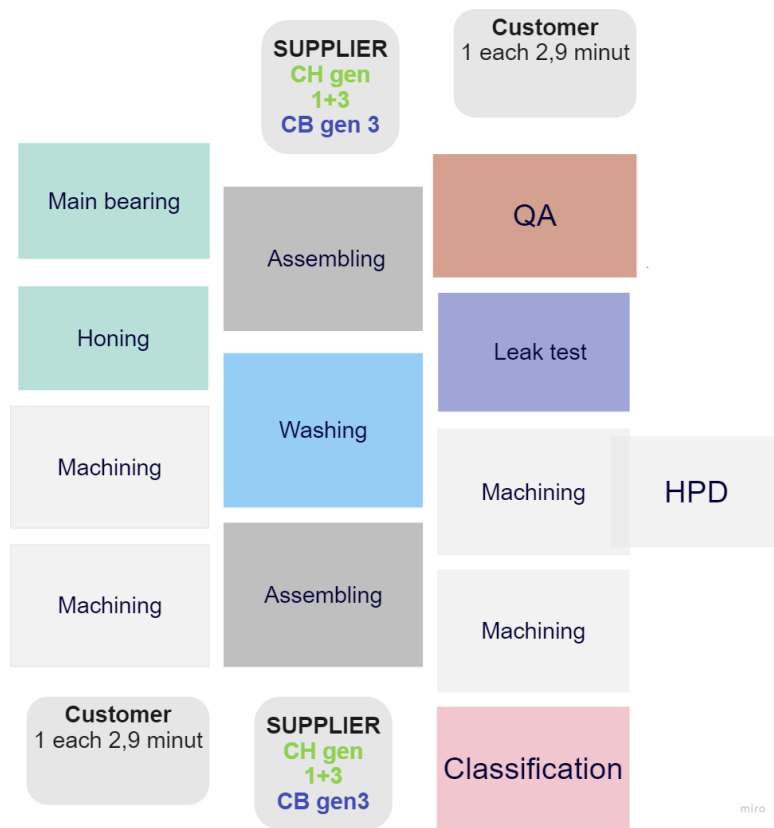 SUPPLIER
CH gen
1+3
CB gen 3
Customer
1 each 2,9 minut
Main bearing
Assembling
QA
Honing
Leak test
Washing
Machining
Machining
HPD
Machining
Assembling
Machining
Customer
1 each 2,9 minut
SUPPLIER
CH gen
1+3
CB gen3
Classification
miro